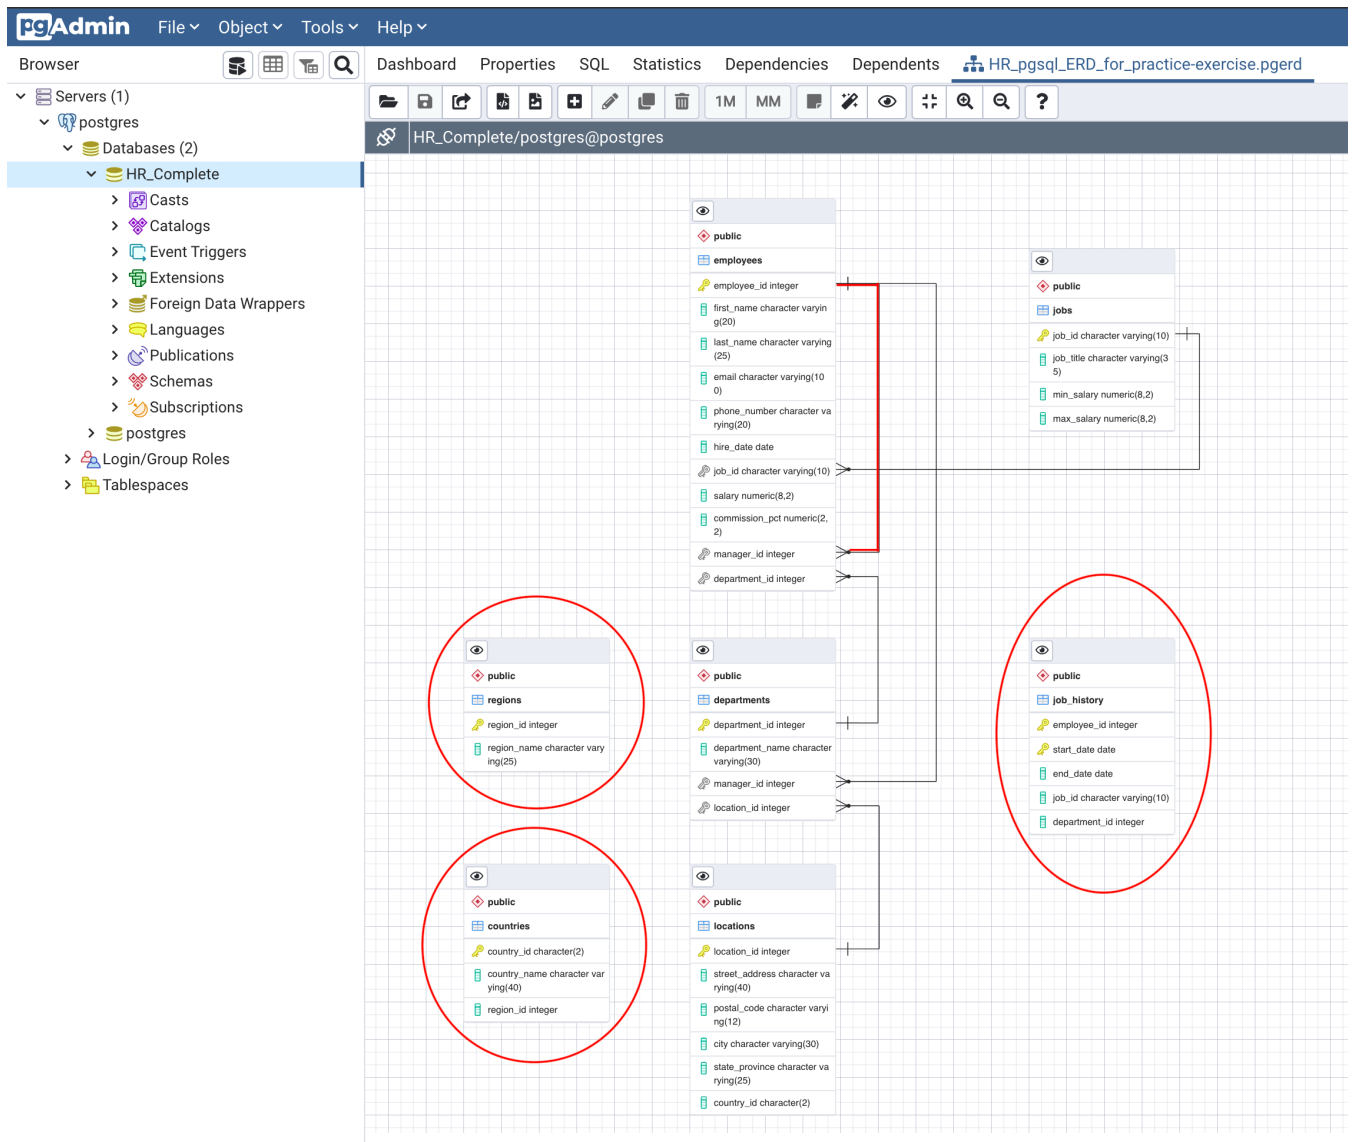 pgAdmin File Object Tools Help
Browser
Dashboard Properties SQL Statistics Dependencies Dependents HR_pgsql_ERD_for_practice-exercise.pgerd
1M MM ?
HR_Complete/postgres@postgres
Servers (1)
postgres
Databases (2)
HR_Complete
Casts
Catalogs
Event Triggers
Extensions
Foreign Data Wrappers
Languages
Publications
Schemas
Subscriptions
postgres
Login/Group Roles
Tablespaces
public
employees
employee_id integer
first_name character varyin
g(20)
last_name character varying
(25)
email character varying(10
0)
phone_number character va
rying(20)
hire_date date
job_id character varying(10)
salary numeric(8,2)
commission_pct numeric(2,
2)
manager_id integer
department_id integer
public
jobs
job_id character varying(10)
job_title character varying(3
5)
min_salary numeric(8,2)
max_salary numeric(8,2)
public
regions
region_id integer
region_name character vary
ing(25)
public
departments
department_id integer
department_name character
varying(30)
manager_id integer
location_id integer
public
job_history
employee_id integer
start_date date
end_date date
job_id character varying(10)
department_id integer
public
countries
country_id character(2)
country_name character var
ying(40)
region_id integer
public
locations
location_id integer
street_address character va
rying(40)
postal_code character varyi
ng(12)
city character varying(30)
state_province character va
rying(25)
country_id character(2)